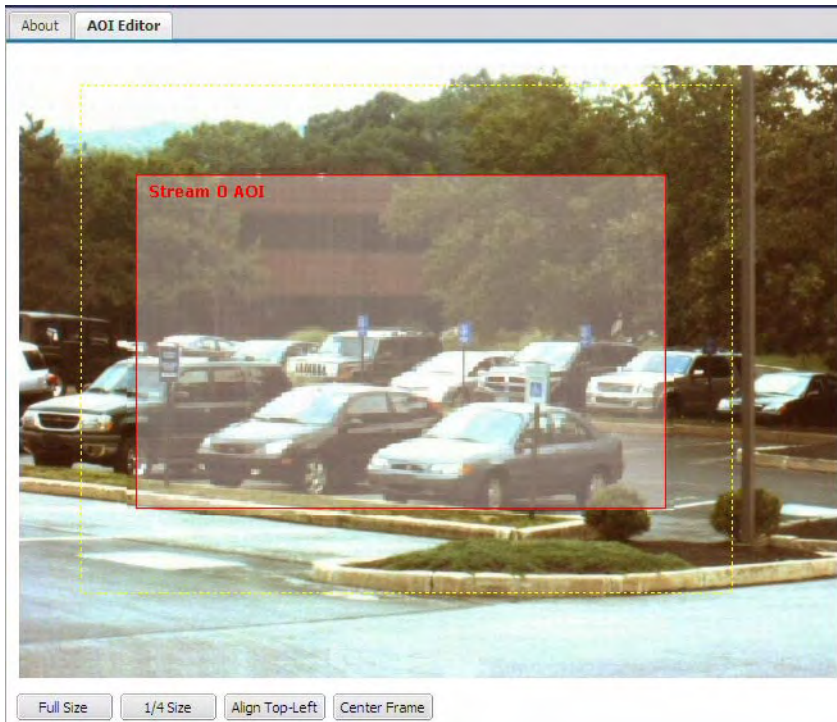 About
AOI Editor
Stream 0 AOI
Full Size
1/4 Size
Align Top-Left
Center Frame